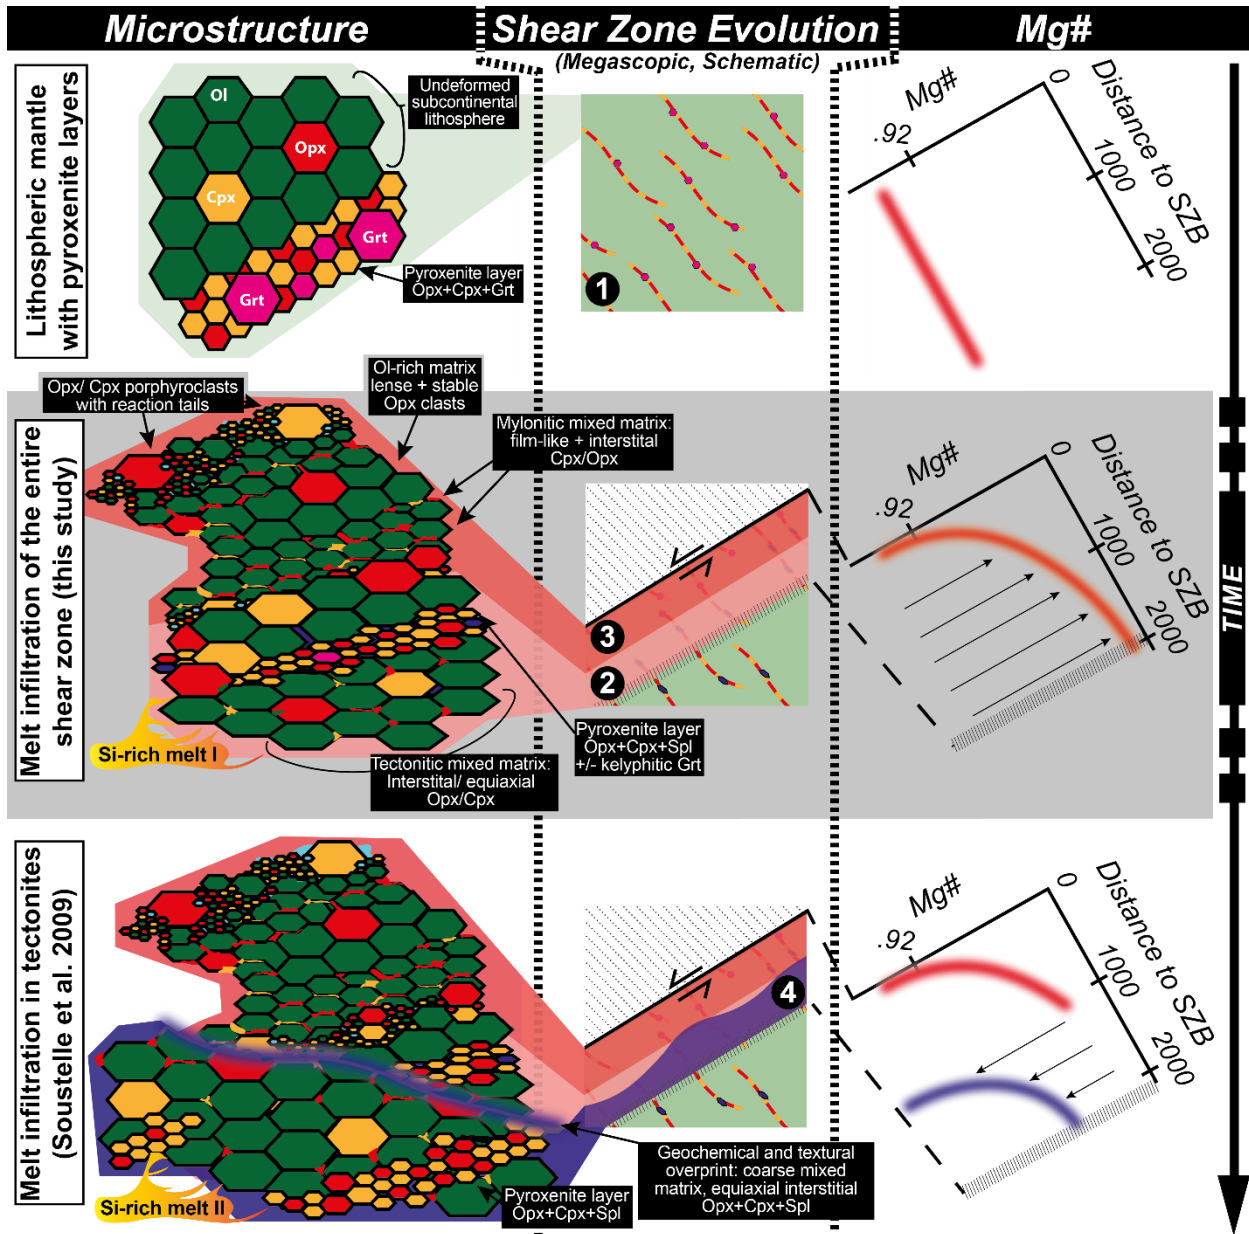 Microstructure
Shear Zone Evolution
Mg#
(Megascopic, Schematic)
Lithospheric mantle
with pyroxenite layers
Ol
Opx
Cpx
Grt
Grt
Undeformed
subcontinental
lithosphere
Pyroxenite layer
Opx+Cpx+Grt
1
Mg#
.92
0
1000
2000
Distance to SZB
Melt infiltration of the entire
shear zone (this study)
Opx/ Cpx porphyroclasts
with reaction tails
Ol-rich matrix
lense + stable
Opx clasts
Mylonitic mixed matrix:
film-like + interstital
Cpx/Opx
Si-rich melt I
Tectonitic mixed matrix:
Interstital/ equiaxial
Opx/Cpx
Pyroxenite layer
Opx+Cpx+Spl
+/- kelyphitic Grt
3
2
Mg#
.92
0
1000
2000
Distance to SZB
TIME
Melt infiltration in tectonites
(Soustelle et al. 2009)
Si-rich melt II
Pyroxenite layer
Opx+Cpx+Spl
Geochemical and textural
overprint: coarse mixed
matrix, equiaxial interstitial
Opx+Cpx+Spl
4
Mg#
.92
0
1000
2000
Distance to SZB